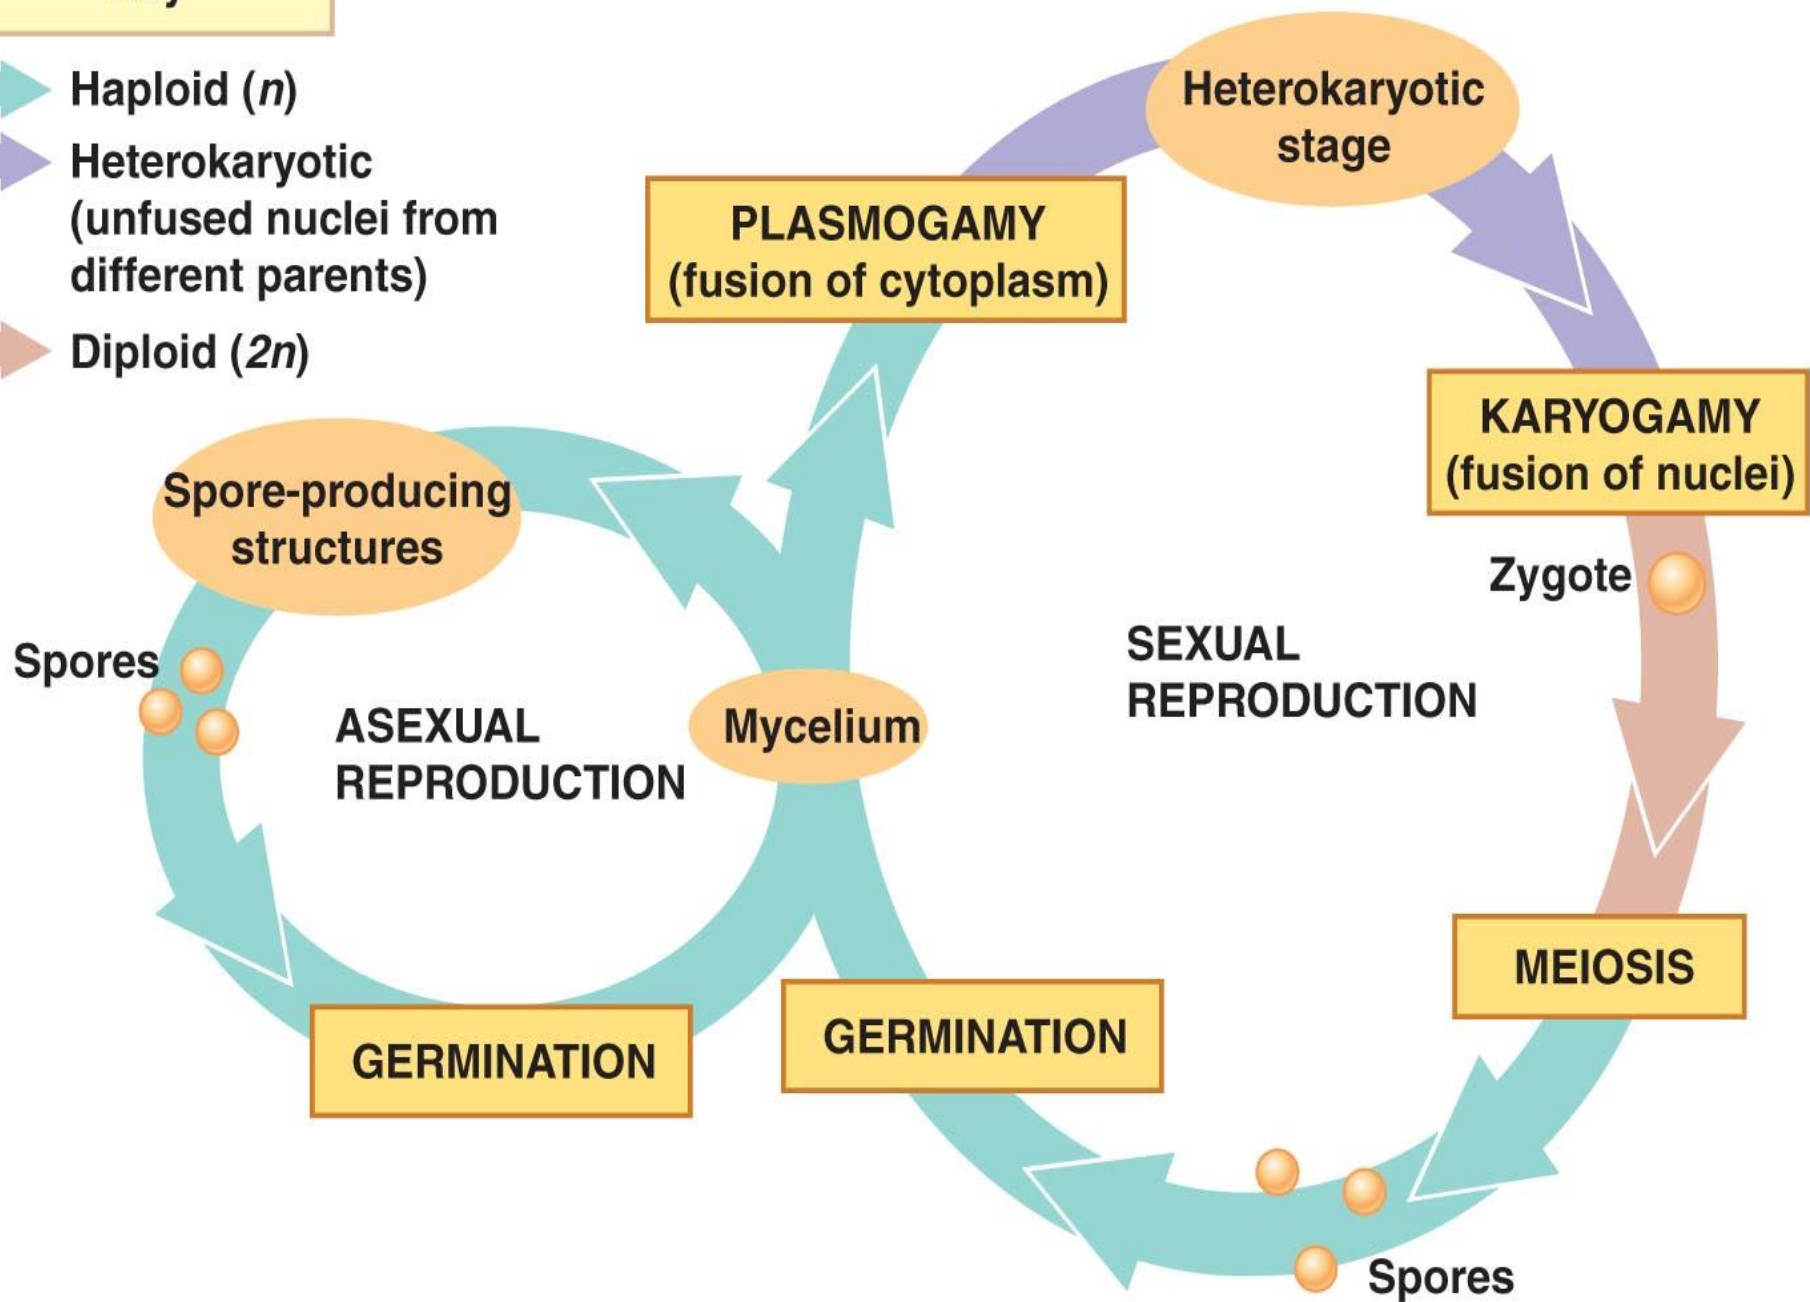 Haploid (n)
Heterokaryotic
(unfused nuclei from
different parents)
Diploid (2n)
Heterokaryotic
stage
PLASMOGAMY
(fusion of cytoplasm)
KARYOGAMY
(fusion of nuclei)
Spore-producing
structures
Zygote
Spores
SEXUAL
REPRODUCTION
ASEXUAL
REPRODUCTION
Mycelium
MEIOSIS
GERMINATION
GERMINATION
Spores